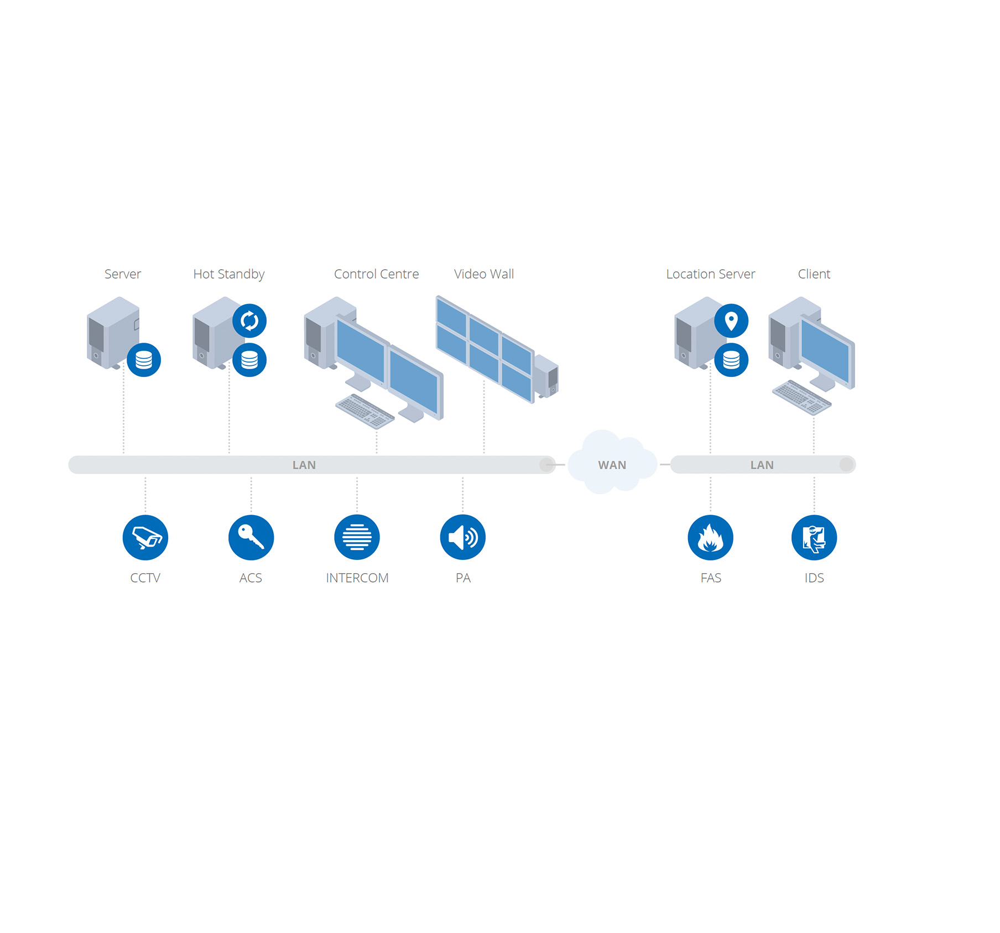 Server
Hot Standby
Control Centre
Video Wall
Location Server
Client
LAN
WAN
LAN
CCTV
ACS
INTERCOM
PA
FAS
IDS